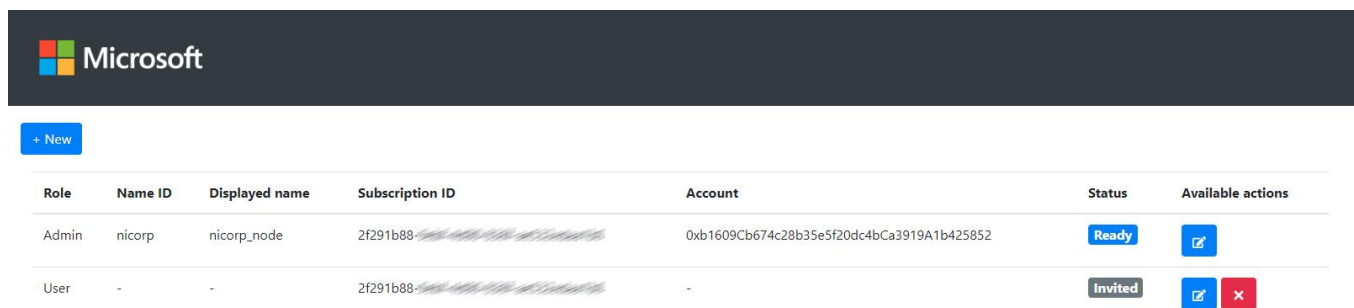 Microsoft
+ New
Role Name ID Displayed name Subscription ID Account Status Available actions
Admin nicorp nicorp_node 2f291b88- 0xb1609Cb674c28b35e5f20dc4bCa3919A1b425852 Ready
User - - 2f291b88- - Invited